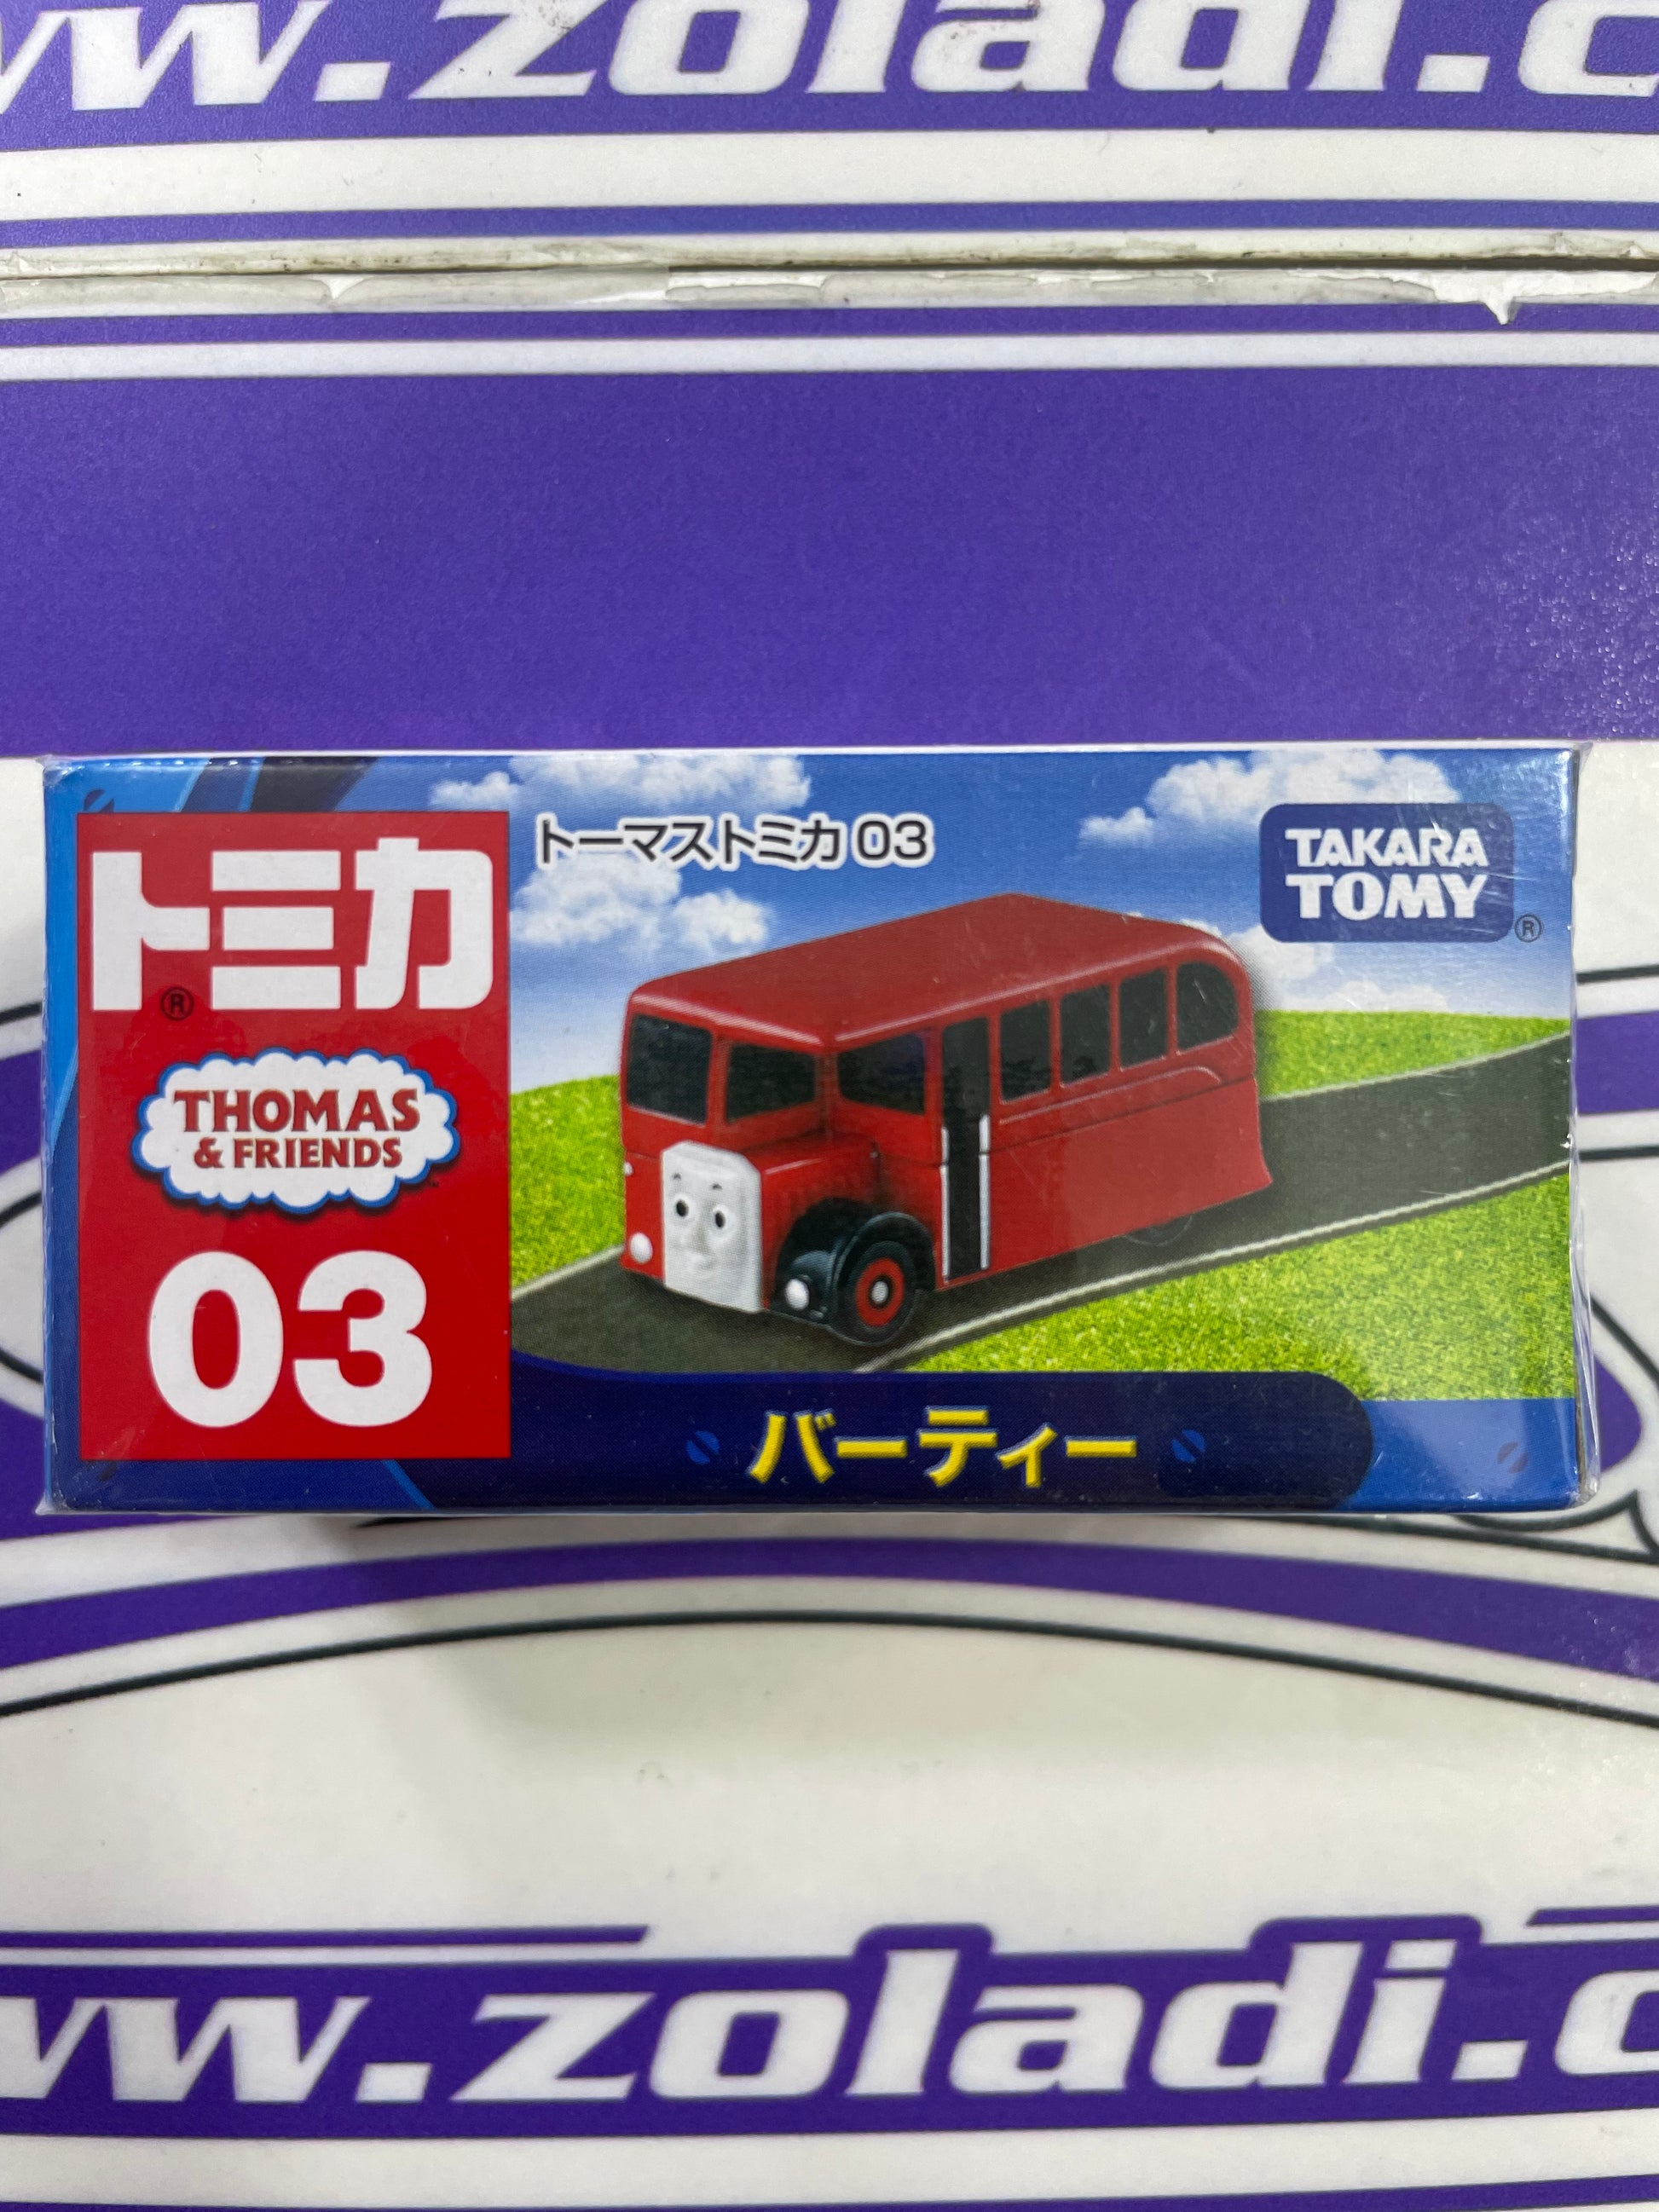 ww.zoladi.c
トミカ®
トーマストミカ 03
TAKARA
TOMY®
THOMAS
& FRIENDS™
03
バーティー
ww.zoladi.c